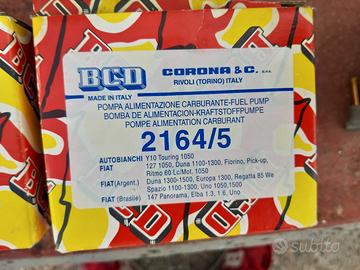 BCD
CORONA & C. s.n.c.
RIVOLI (TORINO) ITALY
MADE IN ITALY
POMPA ALIMENTAZIONE CARBURANTE-FUEL PUMP
BOMBA DE ALIMENTACION-KRAFTSTOFFPUMPE
POMPE ALIMENTATION CARBURANT
2164/5
AUTOBIANCHI Y10 Touring 1050
FIAT 127 1050, Duna 1100-1300, Fiorino, Pick-up,
Ritmo 60 Lc/Mot. 1050
FIAT (Argent.) Duna 1300-1500, Europa 1300, Regatta 85 We
Spazio 1100-1300, Uno 1050,1500
FIAT (Brasile) 147 Panorama, Elba 1.3, 1.6, Uno
subito